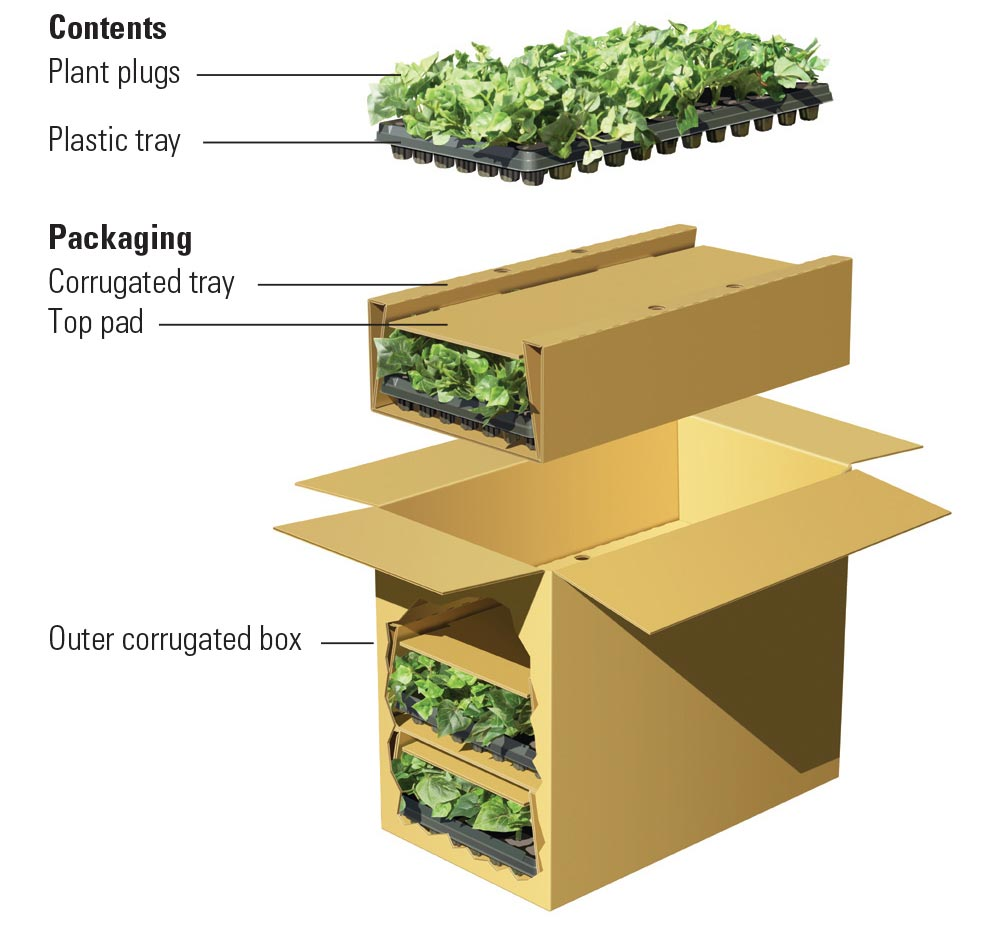 Contents
Plant plugs
Plastic tray
Packaging
Corrugated tray
Top pad
Outer corrugated box